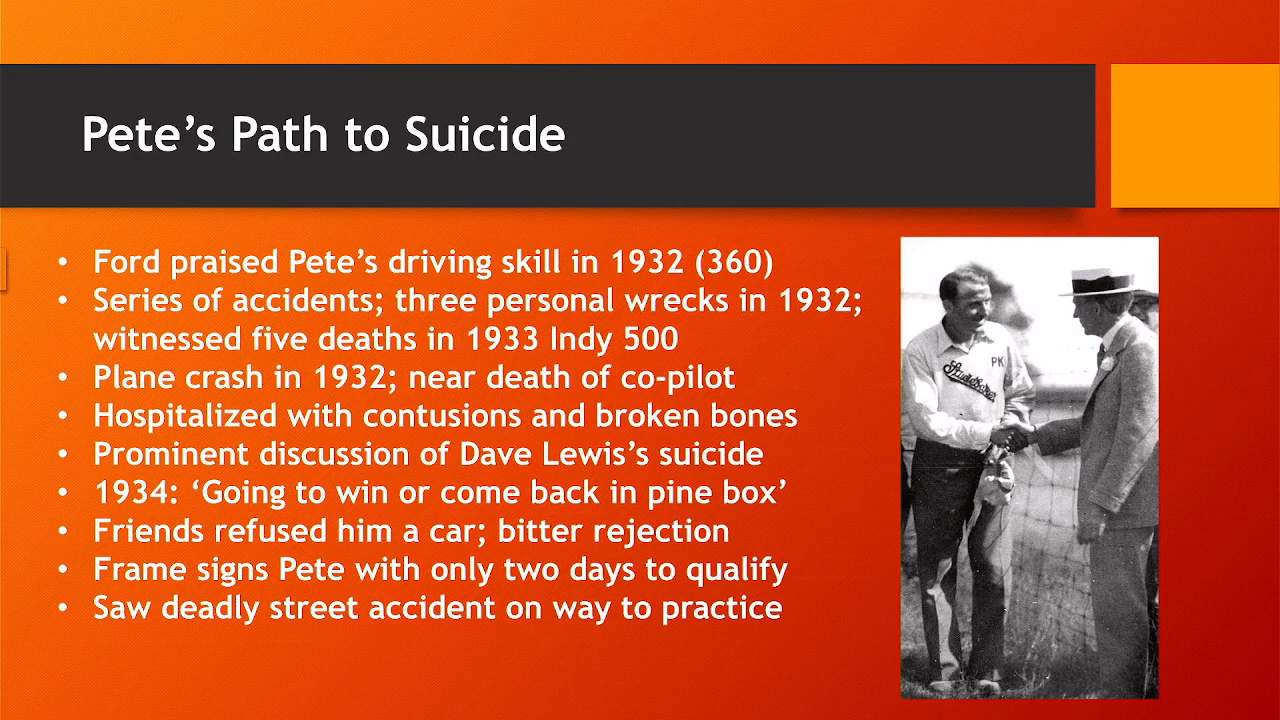 Pete’s Path to Suicide
• Ford praised Pete’s driving skill in 1932 (360)
• Series of accidents; three personal wrecks in 1932;
witnessed five deaths in 1933 Indy 500
• Plane crash in 1932; near death of co-pilot
• Hospitalized with contusions and broken bones
• Prominent discussion of Dave Lewis’s suicide
• 1934: ‘Going to win or come back in pine box’
• Friends refused him a car; bitter rejection
• Frame signs Pete with only two days to qualify
• Saw deadly street accident on way to practice
PK
Studebaker